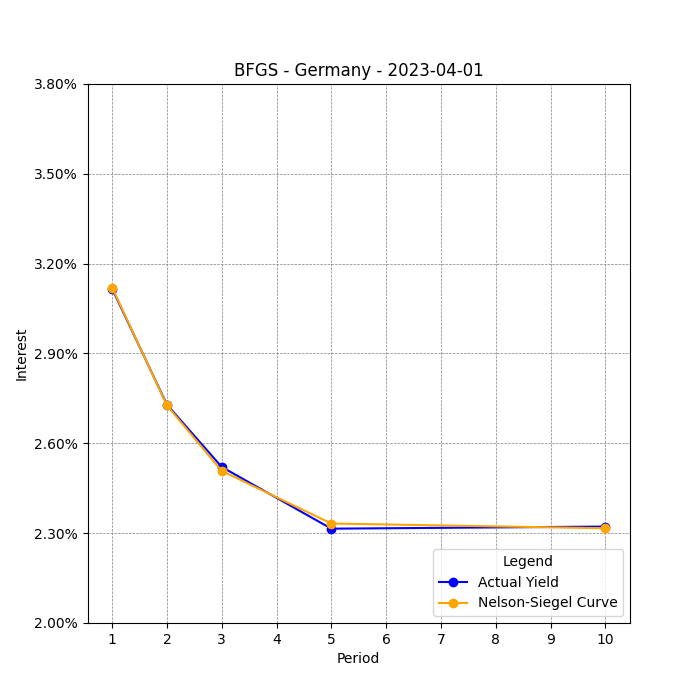 BFGS - Germany - 2023-04-01
3.80%
3.50%
3.20%
2.90%
2.60%
2.30%
2.00%
Interest
1 2 3 4 5 6 7 8 9 10
Period
Legend
Actual Yield
Nelson-Siegel Curve